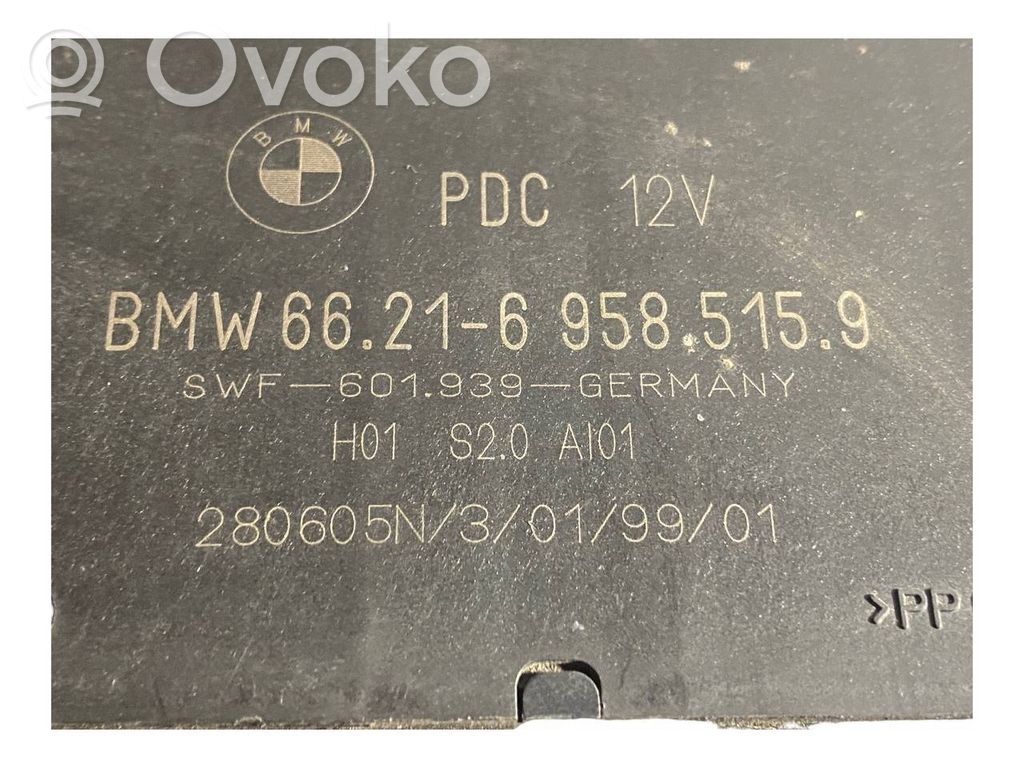 Ovoko
BMW
PDC 12V
BMW 66.21-6 958.515.9
SWF-601.939-GERMANY
H01 S2.0 AI01
280605N/3/01/99/01
>PP